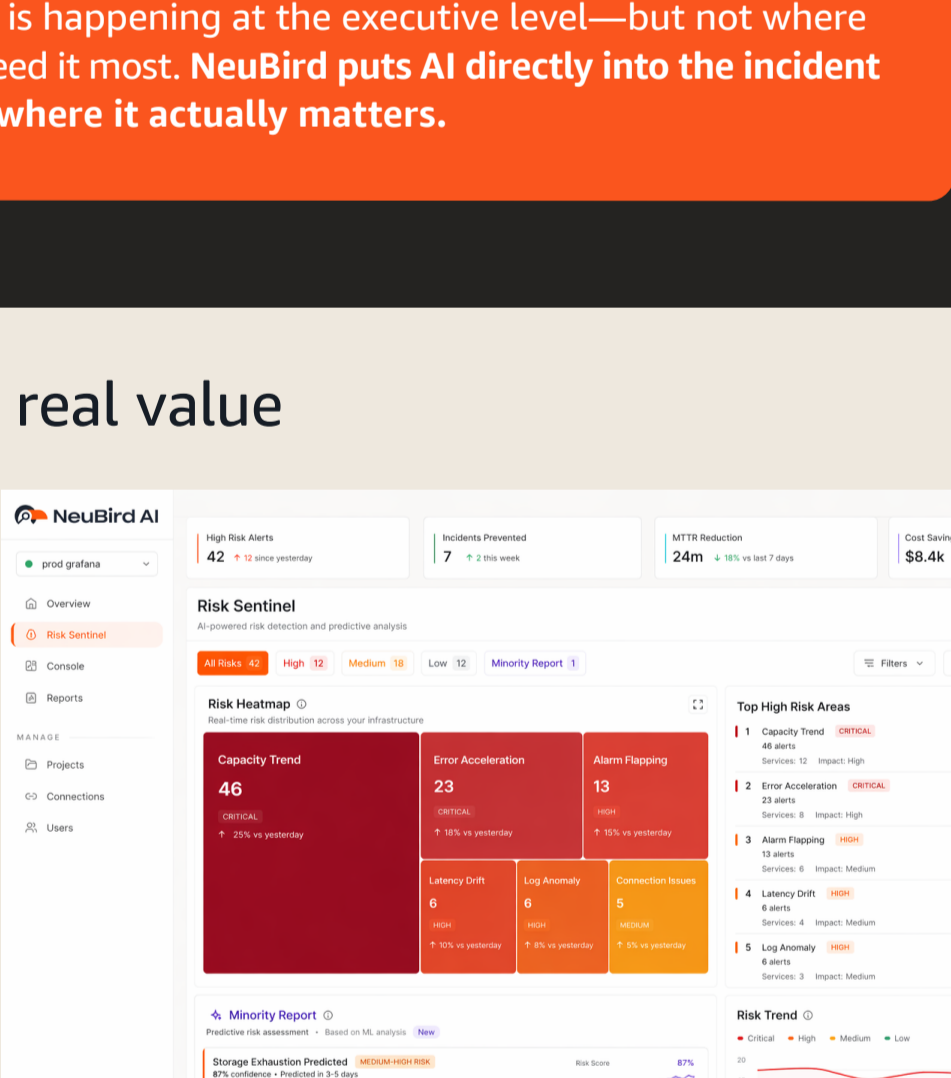 is happening at the executive level—but not where
eed it most. NeuBird puts AI directly into the incident
where it actually matters.
real value
NeuBird AI
prod grafana
Overview
Risk Sentinel
Console
Reports
MANAGE
Projects
Connections
Users
High Risk Alerts
42 ↑ 12 since yesterday
Incidents Prevented
7 ↑ 2 this week
MTTR Reduction
24m ↓ 18% vs last 7 days
Cost Savin
$8.4k
Risk Sentinel
AI-powered risk detection and predictive analysis
All Risks 42 High 12 Medium 18 Low 12 Minority Report 1 Filters
Risk Heatmap
Real-time risk distribution across your infrastructure
Capacity Trend
46
CRITICAL
↑ 25% vs yesterday
Error Acceleration
23
CRITICAL
↑ 18% vs yesterday
Alarm Flapping
13
HIGH
↑ 15% vs yesterday
Latency Drift
6
HIGH
↑ 10% vs yesterday
Log Anomaly
6
HIGH
↑ 8% vs yesterday
Connection Issues
5
MEDIUM
↑ 5% vs yesterday
Top High Risk Areas
1 Capacity Trend CRITICAL
46 alerts
Services: 12 Impact: High
2 Error Acceleration CRITICAL
23 alerts
Services: 8 Impact: High
3 Alarm Flapping HIGH
13 alerts
Services: 6 Impact: Medium
4 Latency Drift HIGH
6 alerts
Services: 4 Impact: Medium
5 Log Anomaly HIGH
6 alerts
Services: 3 Impact: Medium
Minority Report
Predictive risk assessment • Based on ML analysis New
Storage Exhaustion Predicted MEDIUM-HIGH RISK
87% confidence • Predicted in 3-5 days
Risk Score 87%
Risk Trend
Critical High Medium Low
20